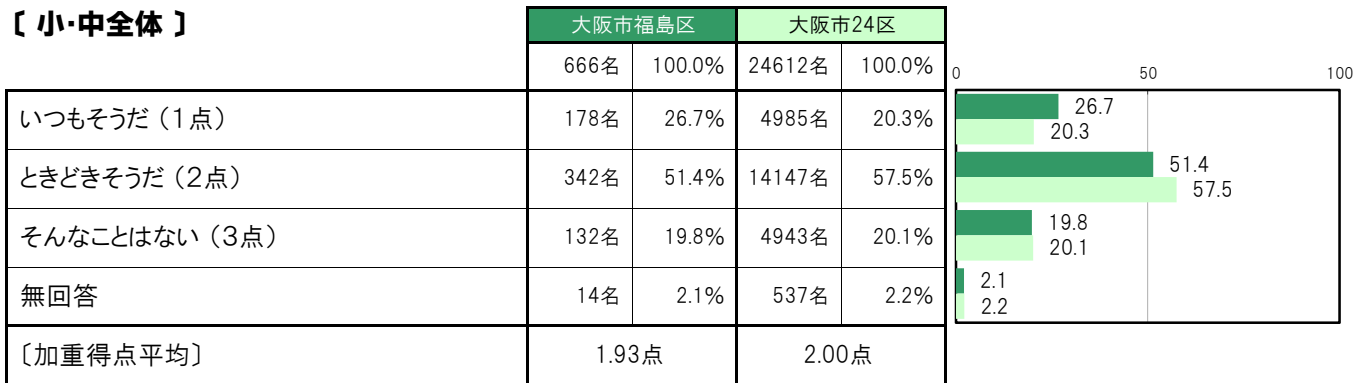 〔 小・中全体 〕
大阪市福島区 大阪市24区
666名 100.0% 24612名 100.0%
0 50 100
いつもそうだ（1点） 178名 26.7% 4985名 20.3%
26.7
20.3
ときどきそうだ（2点） 342名 51.4% 14147名 57.5%
51.4
57.5
そんなことはない（3点） 132名 19.8% 4943名 20.1%
19.8
20.1
無回答 14名 2.1% 537名 2.2%
2.1
2.2
〔加重得点平均〕 1.93点 2.00点